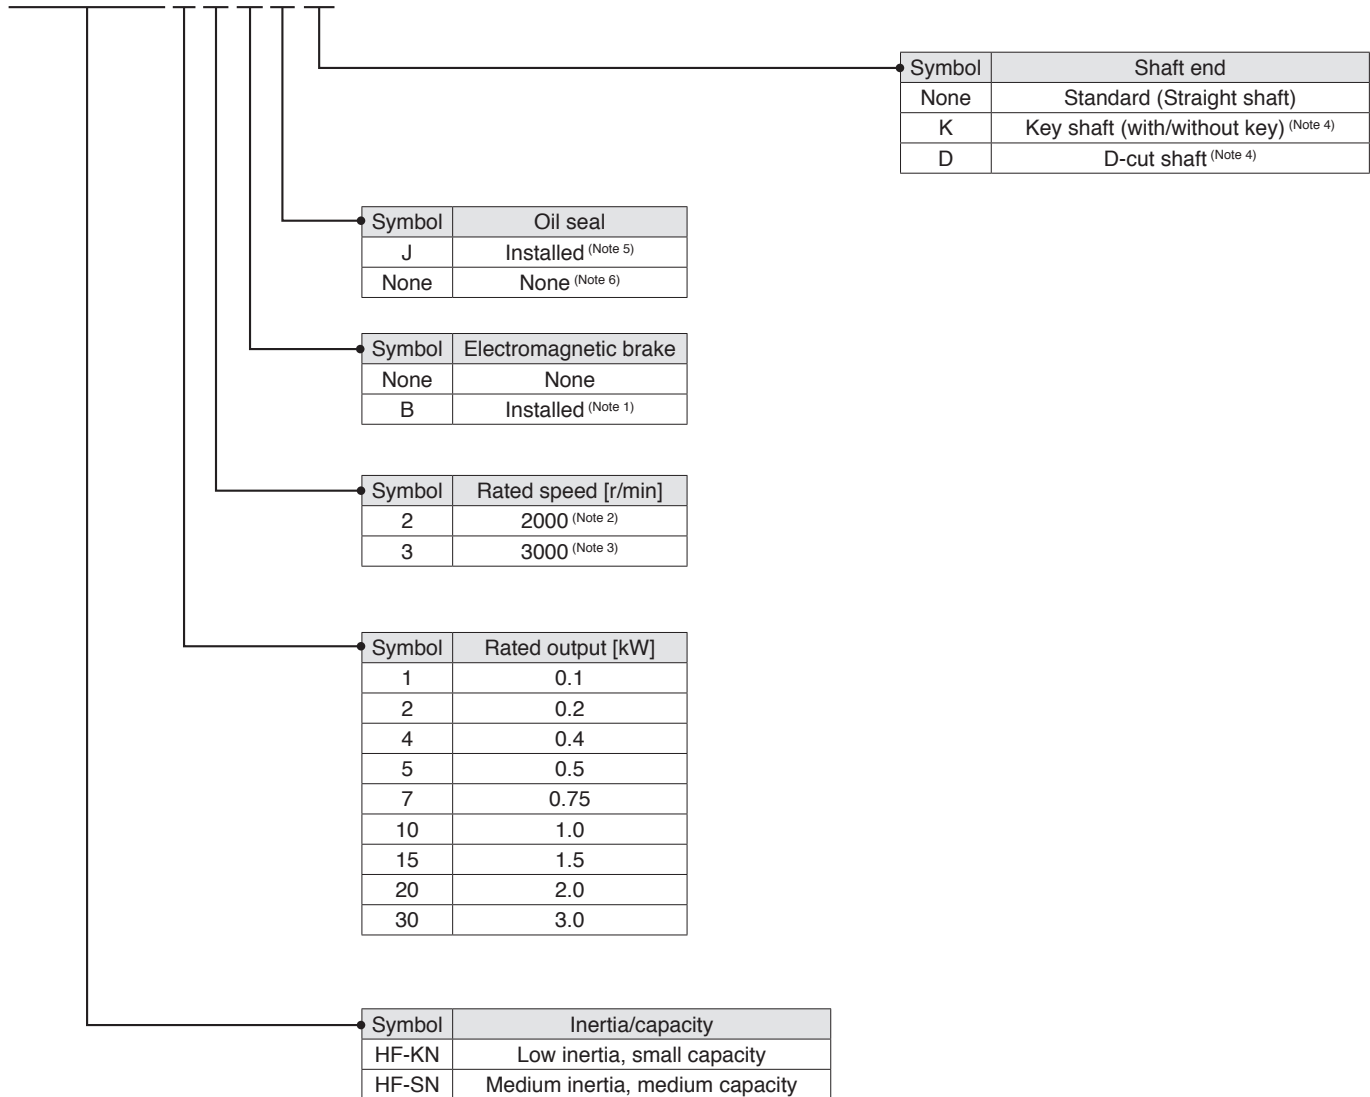 Symbol Shaft end
None Standard (Straight shaft)
K Key shaft (with/without key) (Note 4)
D D-cut shaft (Note 4)
Symbol Oil seal
J Installed (Note 5)
None None (Note 6)
Symbol Electromagnetic brake
None None
B Installed (Note 1)
Symbol Rated speed [r/min]
2 2000 (Note 2)
3 3000 (Note 3)
Symbol Rated output [kW]
1 0.1
2 0.2
4 0.4
5 0.5
7 0.75
10 1.0
15 1.5
20 2.0
30 3.0
Symbol Inertia/capacity
HF-KN Low inertia, small capacity
HF-SN Medium inertia, medium capacity